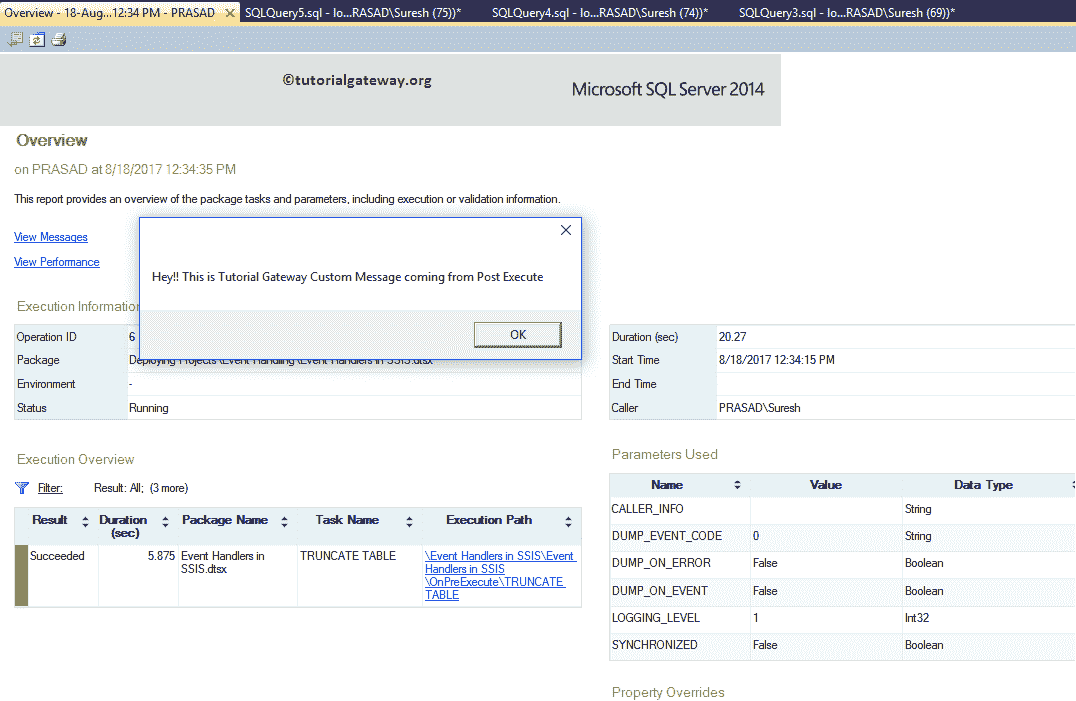 Overview - 18-Aug...12:34 PM - PRASAD
SQLQuery5.sql - lo...RASAD\Suresh (75))*
SQLQuery4.sql - lo...RASAD\Suresh (74))*
SQLQuery3.sql - lo...RASAD\Suresh (69))*
©tutorialgateway.org
Microsoft SQL Server 2014
Overview
on PRASAD at 8/18/2017 12:34:35 PM
This report provides an overview of the package tasks and parameters, including execution or validation information.
View Messages
View Performance
Hey!! This is Tutorial Gateway Custom Message coming from Post Execute
OK
Execution Information
Operation ID 6
Package Deploying Projects\Event Handling\Event Handlers in SSIS.dtsx
Environment -
Status Running
Duration (sec) 20.27
Start Time 8/18/2017 12:34:15 PM
End Time
Caller PRASAD\Suresh
Execution Overview
Filter: Result: All; (3 more)
Result Duration (sec) Package Name Task Name Execution Path
Succeeded 5.875 Event Handlers in SSIS.dtsx TRUNCATE TABLE
\Event Handlers in SSIS\Event
Handlers in SSIS
\OnPreExecute\TRUNCATE
TABLE
Parameters Used
Name Value Data Type
CALLER_INFO String
DUMP_EVENT_CODE 0 String
DUMP_ON_ERROR False Boolean
DUMP_ON_EVENT False Boolean
LOGGING_LEVEL 1 Int32
SYNCHRONIZED False Boolean
Property Overrides